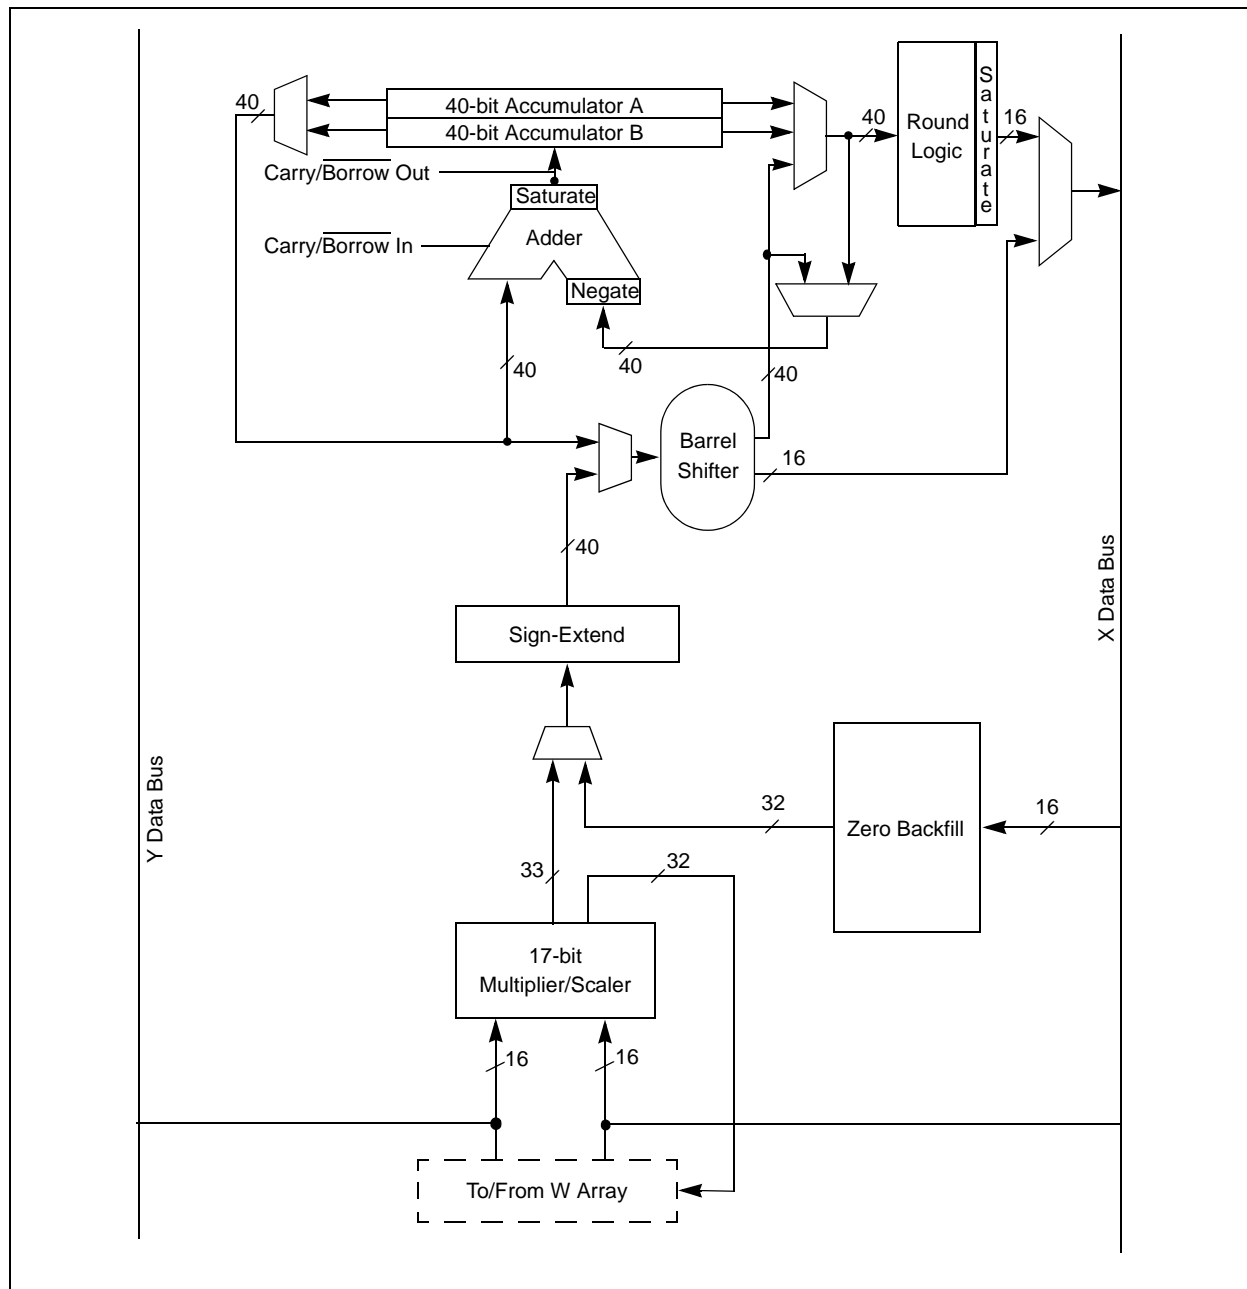 40
40-bit Accumulator A
40-bit Accumulator B
Carry/Borrow Out
Saturate
Carry/Borrow In
Adder
Negate
40
Round
Logic
Saturate
16
40
40
40
Barrel
Shifter
16
40
Sign-Extend
X Data Bus
Y Data Bus
32
Zero Backfill
16
33
32
17-bit
Multiplier/Scaler
16
16
To/From W Array